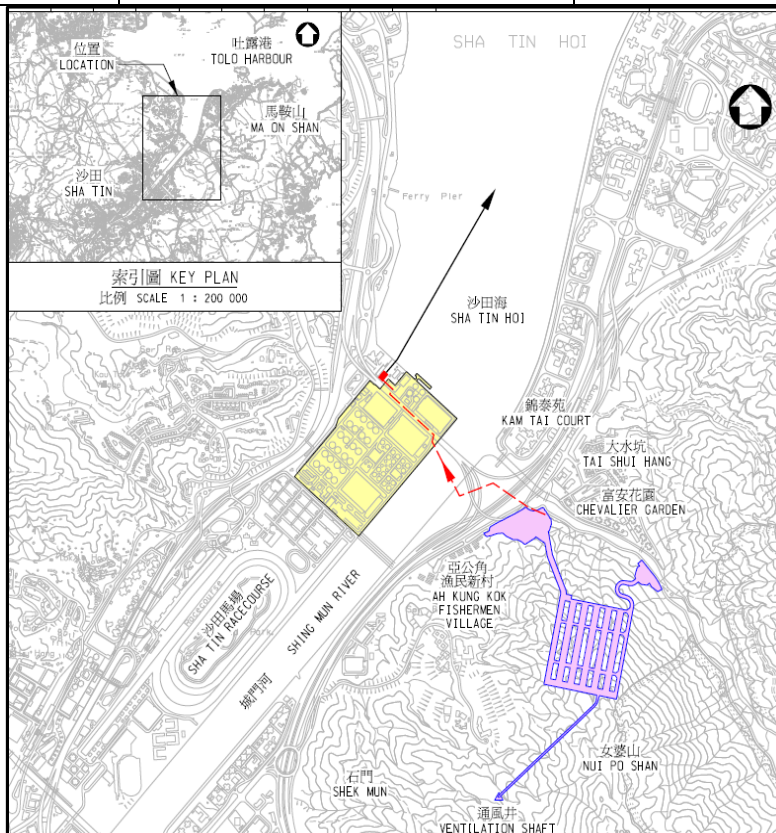 位置
LOCATION
吐露港
TOLO HARBOUR
馬鞍山
MA ON SHAN
沙田
SHA TIN
索引圖 KEY PLAN
比例 SCALE 1 : 200 000
SHA TIN HOI
Ferry Pier
沙田海
SHA TIN HOI
錦泰苑
KAM TAI COURT
大水坑
TAI SHUI HANG
富安花園
CHEVALIER GARDEN
亞公角
漁民新村
AH KUNG KOK
FISHERMEN
VILLAGE
沙田馬場
SHA TIN RACECOURSE
Park
SHING MUN RIVER
城門河
女婆山
NUI PO SHAN
石門
SHEK MUN
通風井
VENTILATION SHAFT